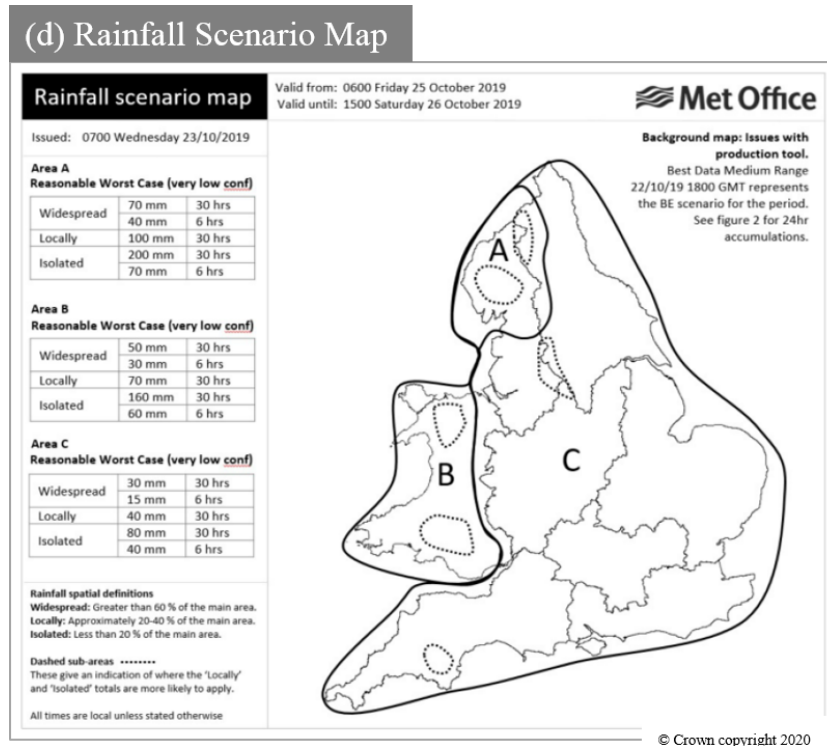 (d) Rainfall Scenario Map
Rainfall scenario map
Valid from: 0600 Friday 25 October 2019
Valid until: 1500 Saturday 26 October 2019
Met Office
Issued: 0700 Wednesday 23/10/2019
Background map: Issues with
production tool.
Best Data Medium Range
22/10/19 1800 GMT represents
the BE scenario for the period.
See figure 2 for 24hr
accumulations.
Area A
Reasonable Worst Case (very low conf)
Widespread 70 mm 30 hrs
40 mm 6 hrs
Locally 100 mm 30 hrs
Isolated 200 mm 30 hrs
70 mm 6 hrs
Area B
Reasonable Worst Case (very low conf)
Widespread 50 mm 30 hrs
30 mm 6 hrs
Locally 70 mm 30 hrs
Isolated 160 mm 30 hrs
60 mm 6 hrs
Area C
Reasonable Worst Case (very low conf)
Widespread 30 mm 30 hrs
15 mm 6 hrs
Locally 40 mm 30 hrs
Isolated 80 mm 30 hrs
40 mm 6 hrs
Rainfall spatial definitions
Widespread: Greater than 60 % of the main area.
Locally: Approximately 20-40 % of the main area.
Isolated: Less than 20 % of the main area.
Dashed sub-areas --------
These give an indication of where the 'Locally'
and 'Isolated' totals are more likely to apply.
All times are local unless stated otherwise
A
B
C
© Crown copyright 2020